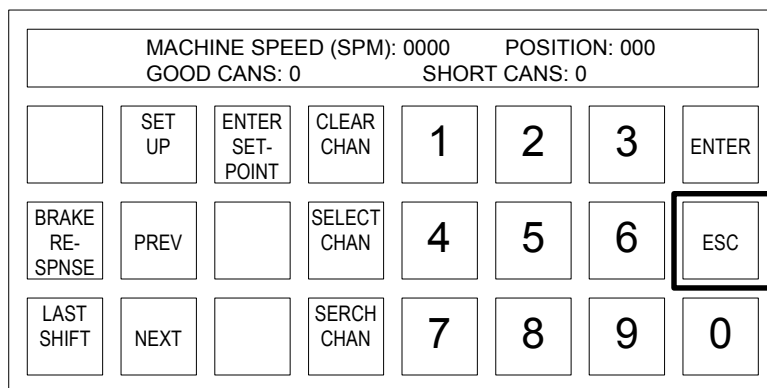 MACHINE SPEED (SPM): 0000 POSITION: 000
GOOD CANS: 0 SHORT CANS: 0
SET
UP
ENTER
SET-
POINT
CLEAR
CHAN
1
2
3
ENTER
BRAKE
RE-
SPNSE
PREV
SELECT
CHAN
4
5
6
ESC
LAST
SHIFT
NEXT
SERCH
CHAN
7
8
9
0